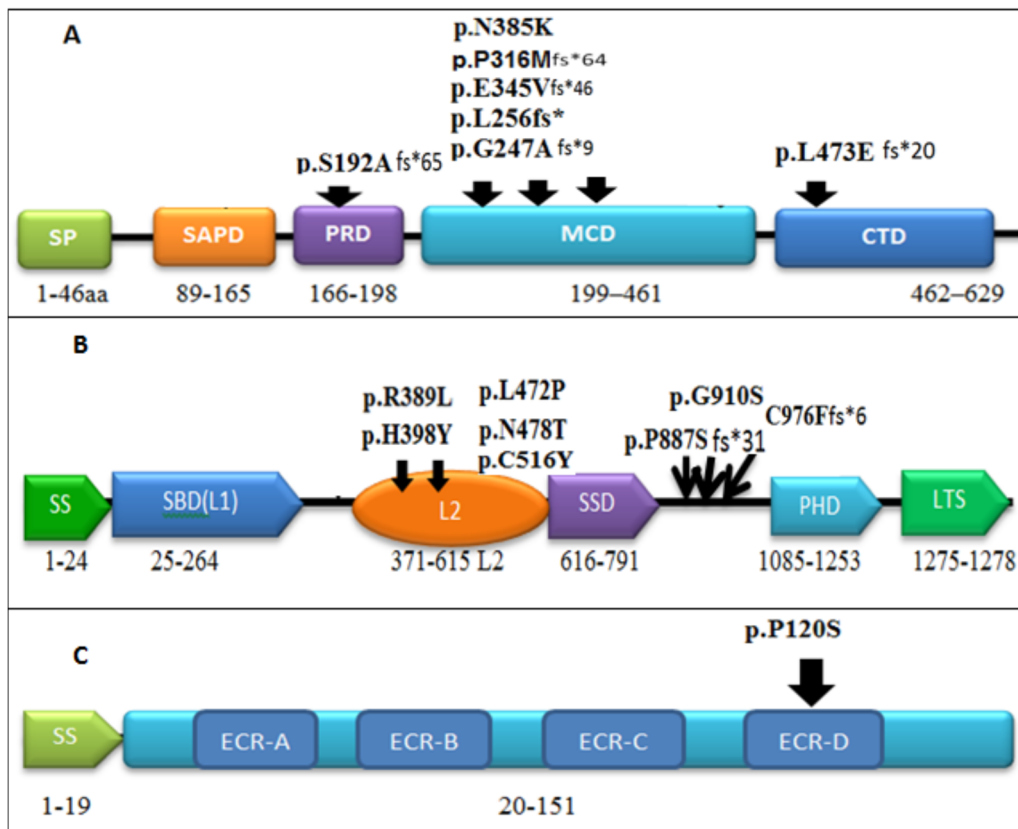 A
p.N385K
p.P316Mfs*64
p.E345Vfs*46
p.L256fs*
p.G247A fs*9
p.S192A fs*65
p.L473E fs*20
SP
SAPD
PRD
MCD
CTD
1-46aa
89-165
166-198
199–461
462–629
B
p.R389L
p.H398Y
p.L472P
p.N478T
p.C516Y
p.G910S
C976Ffs*6
p.P887S fs*31
SS
SBD(L1)
L2
SSD
PHD
LTS
1-24
25-264
371-615 L2
616-791
1085-1253
1275-1278
C
p.P120S
SS
ECR-A
ECR-B
ECR-C
ECR-D
1-19
20-151